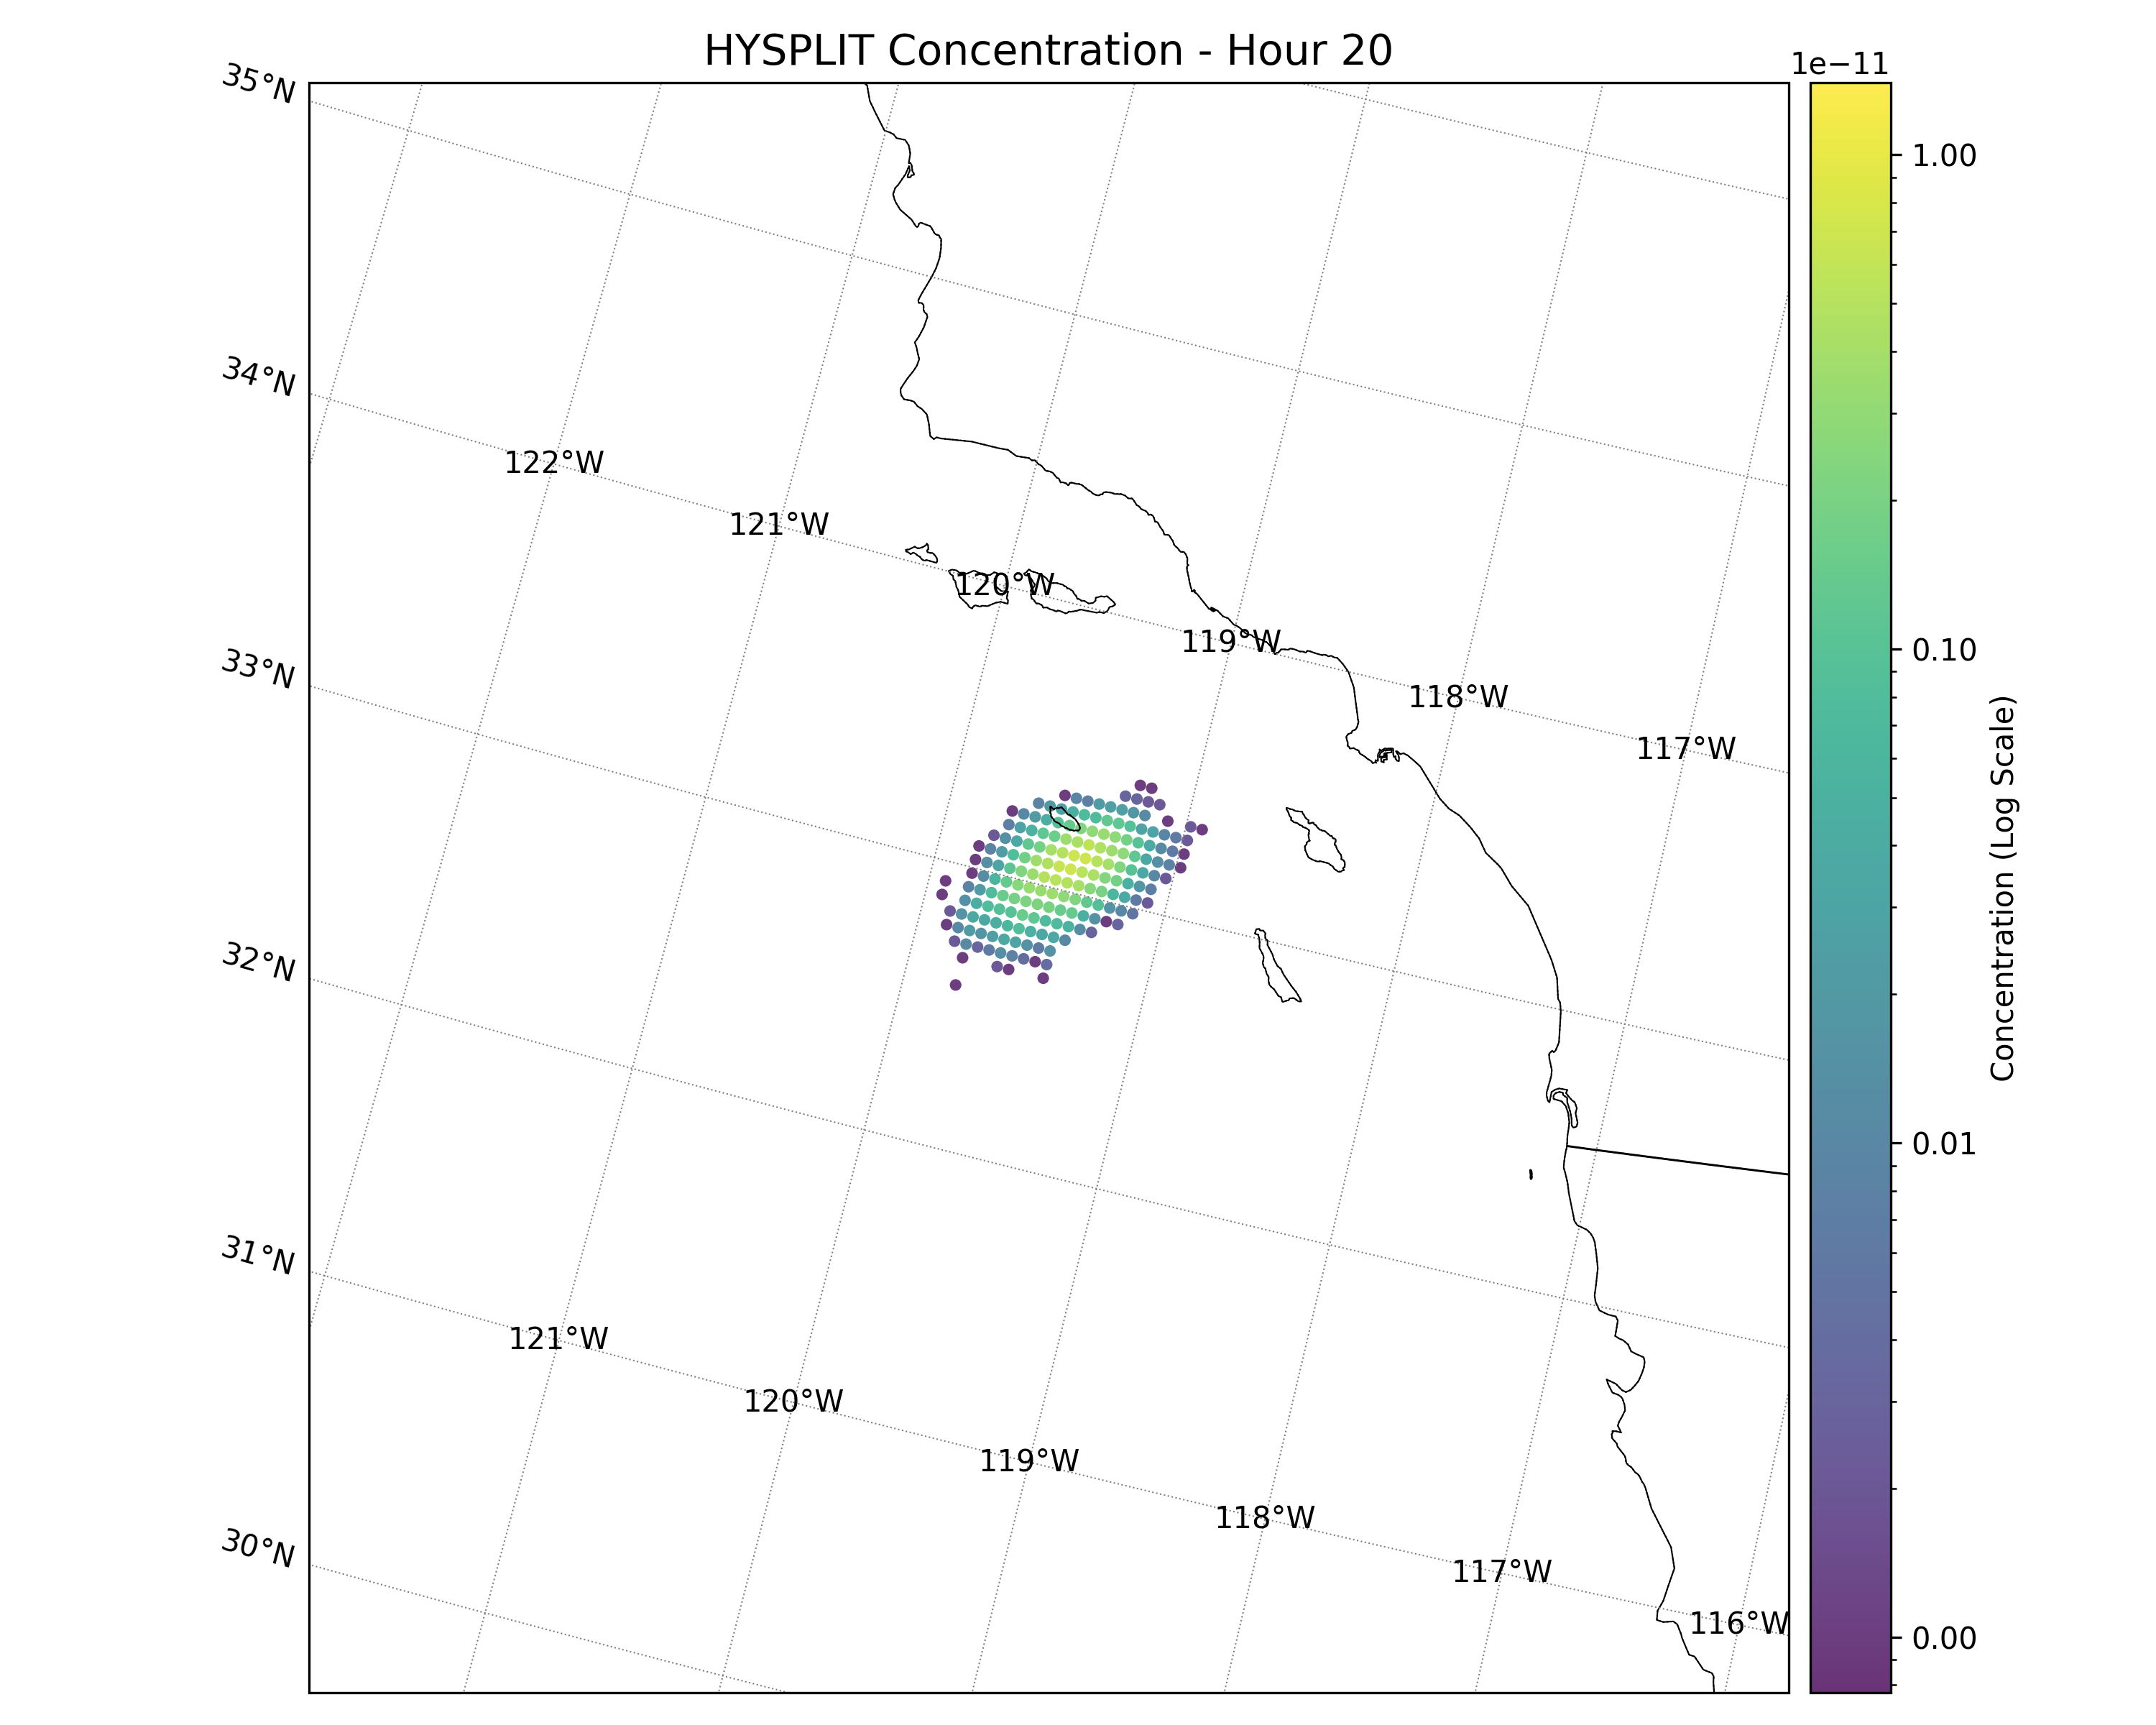 HYSPLIT Concentration - Hour 20
1e−11
35°N
34°N
33°N
32°N
31°N
30°N
122°W
121°W
120°W
119°W
118°W
117°W
121°W
120°W
119°W
118°W
117°W
116°W
1.00
0.10
0.01
0.00
Concentration (Log Scale)